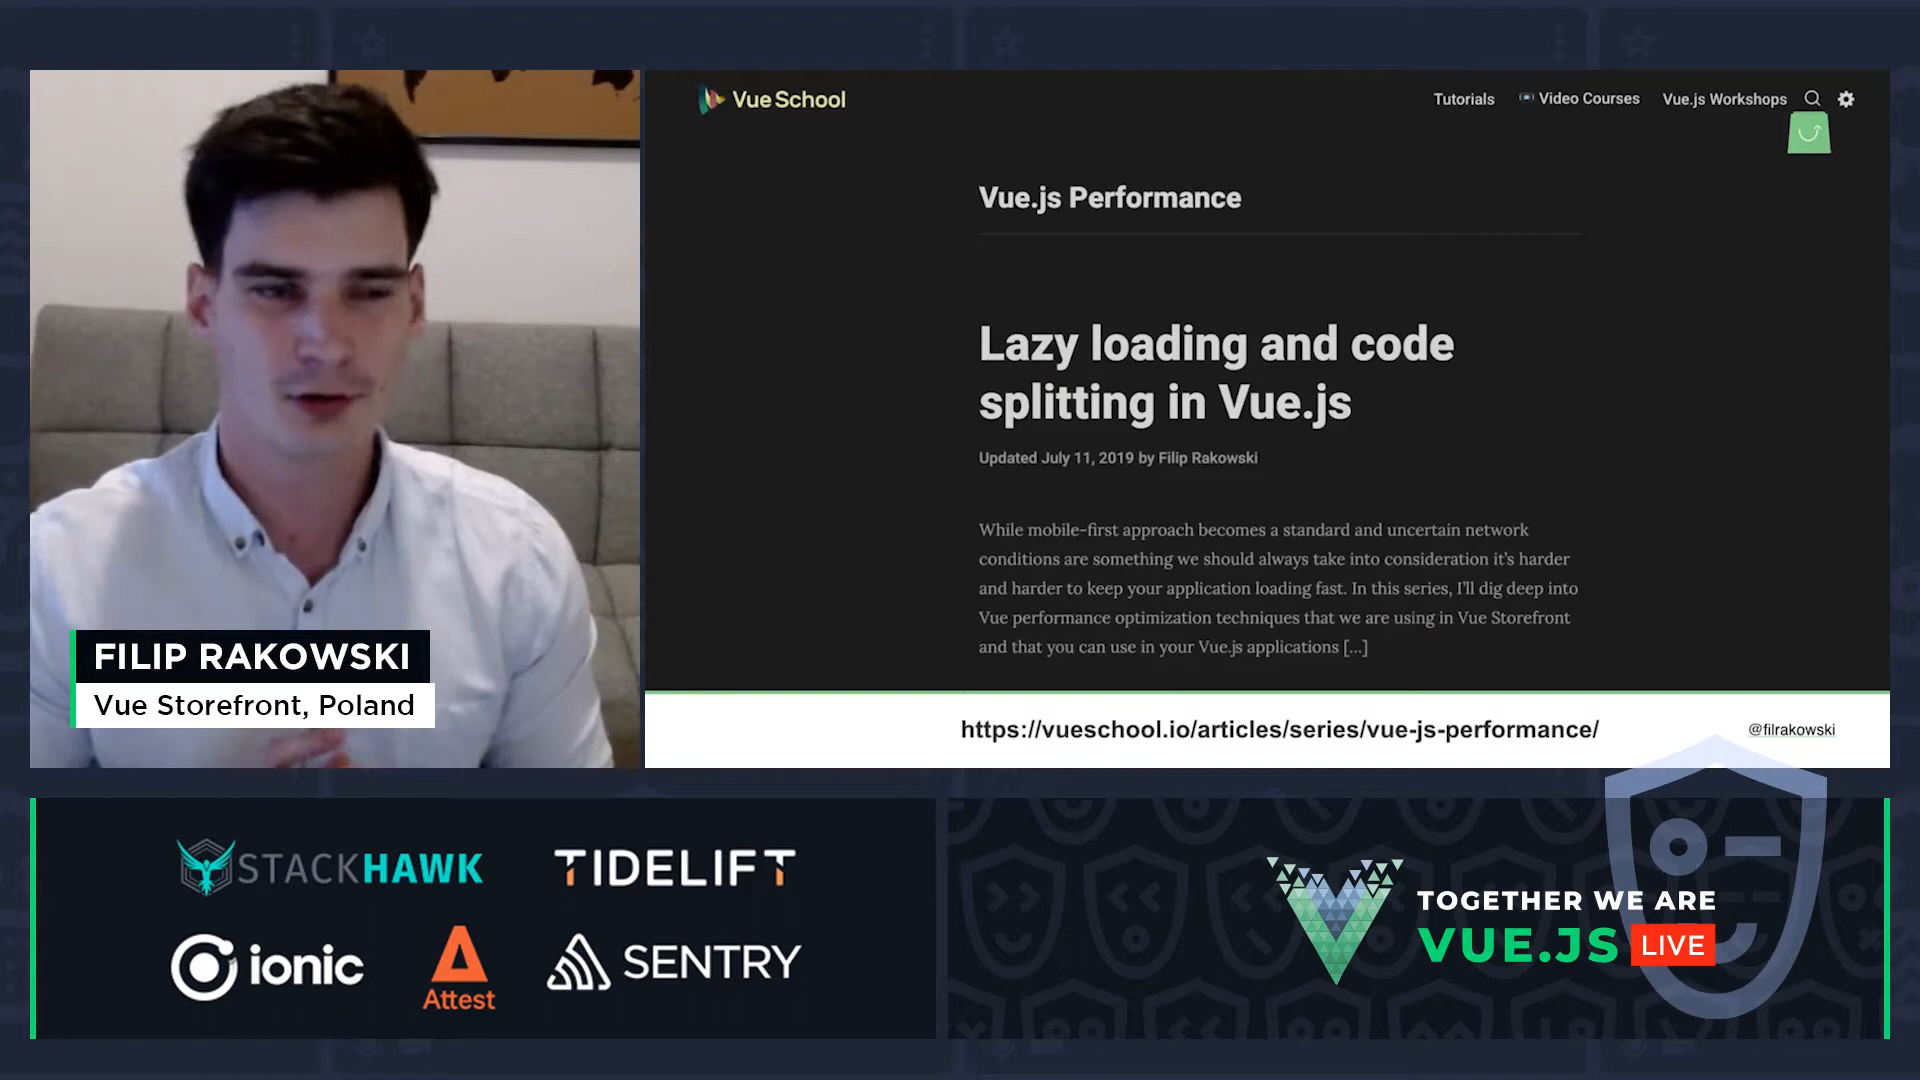 Vue School
Tutorials
Video Courses
Vue.js Workshops
Vue.js Performance
Lazy loading and code
splitting in Vue.js
Updated July 11, 2019 by Filip Rakowski
While mobile-first approach becomes a standard and uncertain network
conditions are something we should always take into consideration it's harder
and harder to keep your application loading fast. In this series, I'll dig deep into
Vue performance optimization techniques that we are using in Vue Storefront
and that you can use in your Vue.js applications [...]
FILIP RAKOWSKI
Vue Storefront, Poland
https://vueschool.io/articles/series/vue-js-performance/
@filrakowski
STACKHAWK
TIDELIFT
ionic
Attest
SENTRY
TOGETHER WE ARE
VUE.JS LIVE